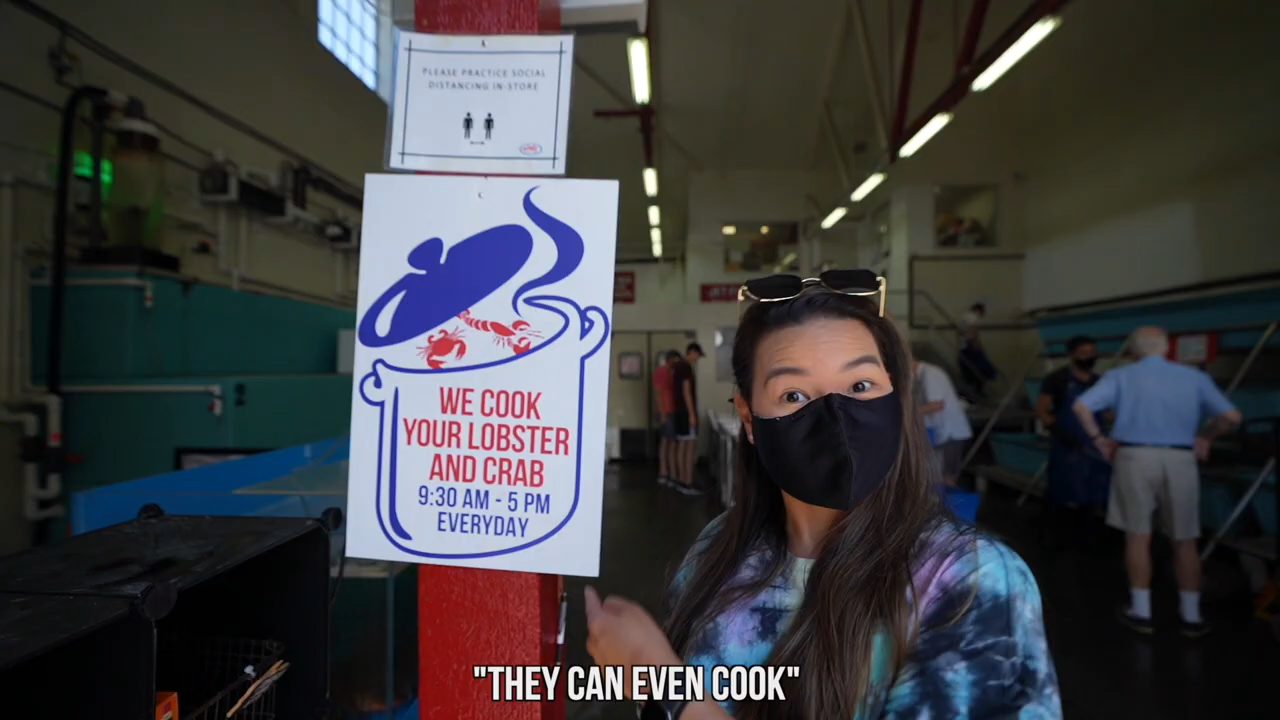 PLEASE PRACTICE SOCIAL
DISTANCING IN-STORE
WE COOK
YOUR LOBSTER
AND CRAB
9:30 AM - 5 PM
EVERYDAY
"THEY CAN EVEN COOK"